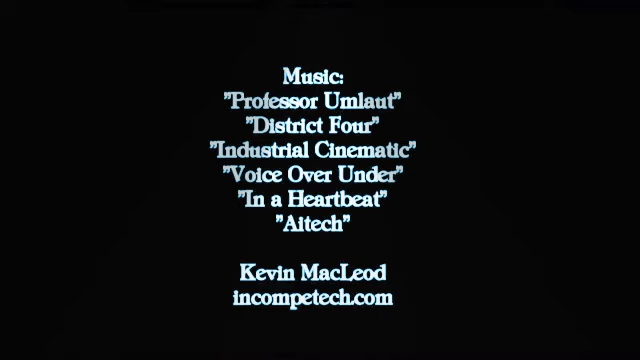 Music:
"Professor Umlaut"
"District Four"
"Industrial Cinematic"
"Voice Over Under"
"In a Heartbeat"
"Aitech"
Kevin MacLeod
incompetech.com